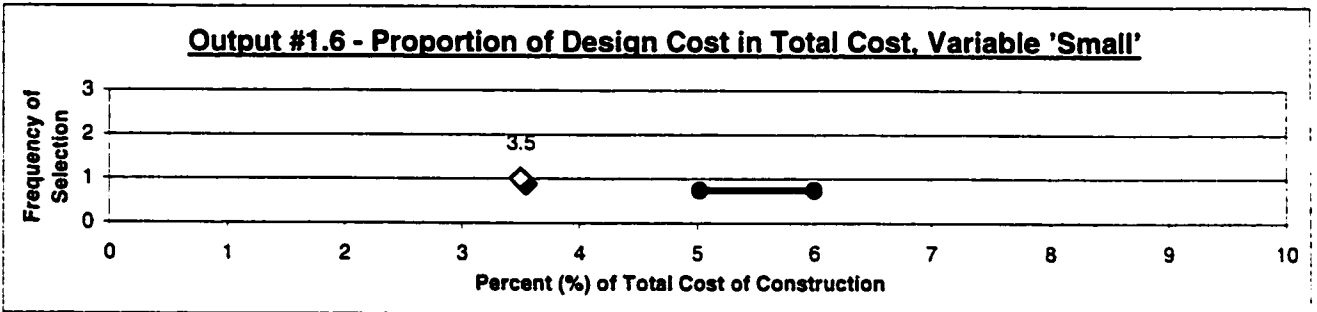 Output #1.6 - Proportion of Design Cost in Total Cost, Variable 'Small'
Frequency of
Selection
3
2
1
0
3.5
0 1 2 3 4 5 6 7 8 9 10
Percent (%) of Total Cost of Construction